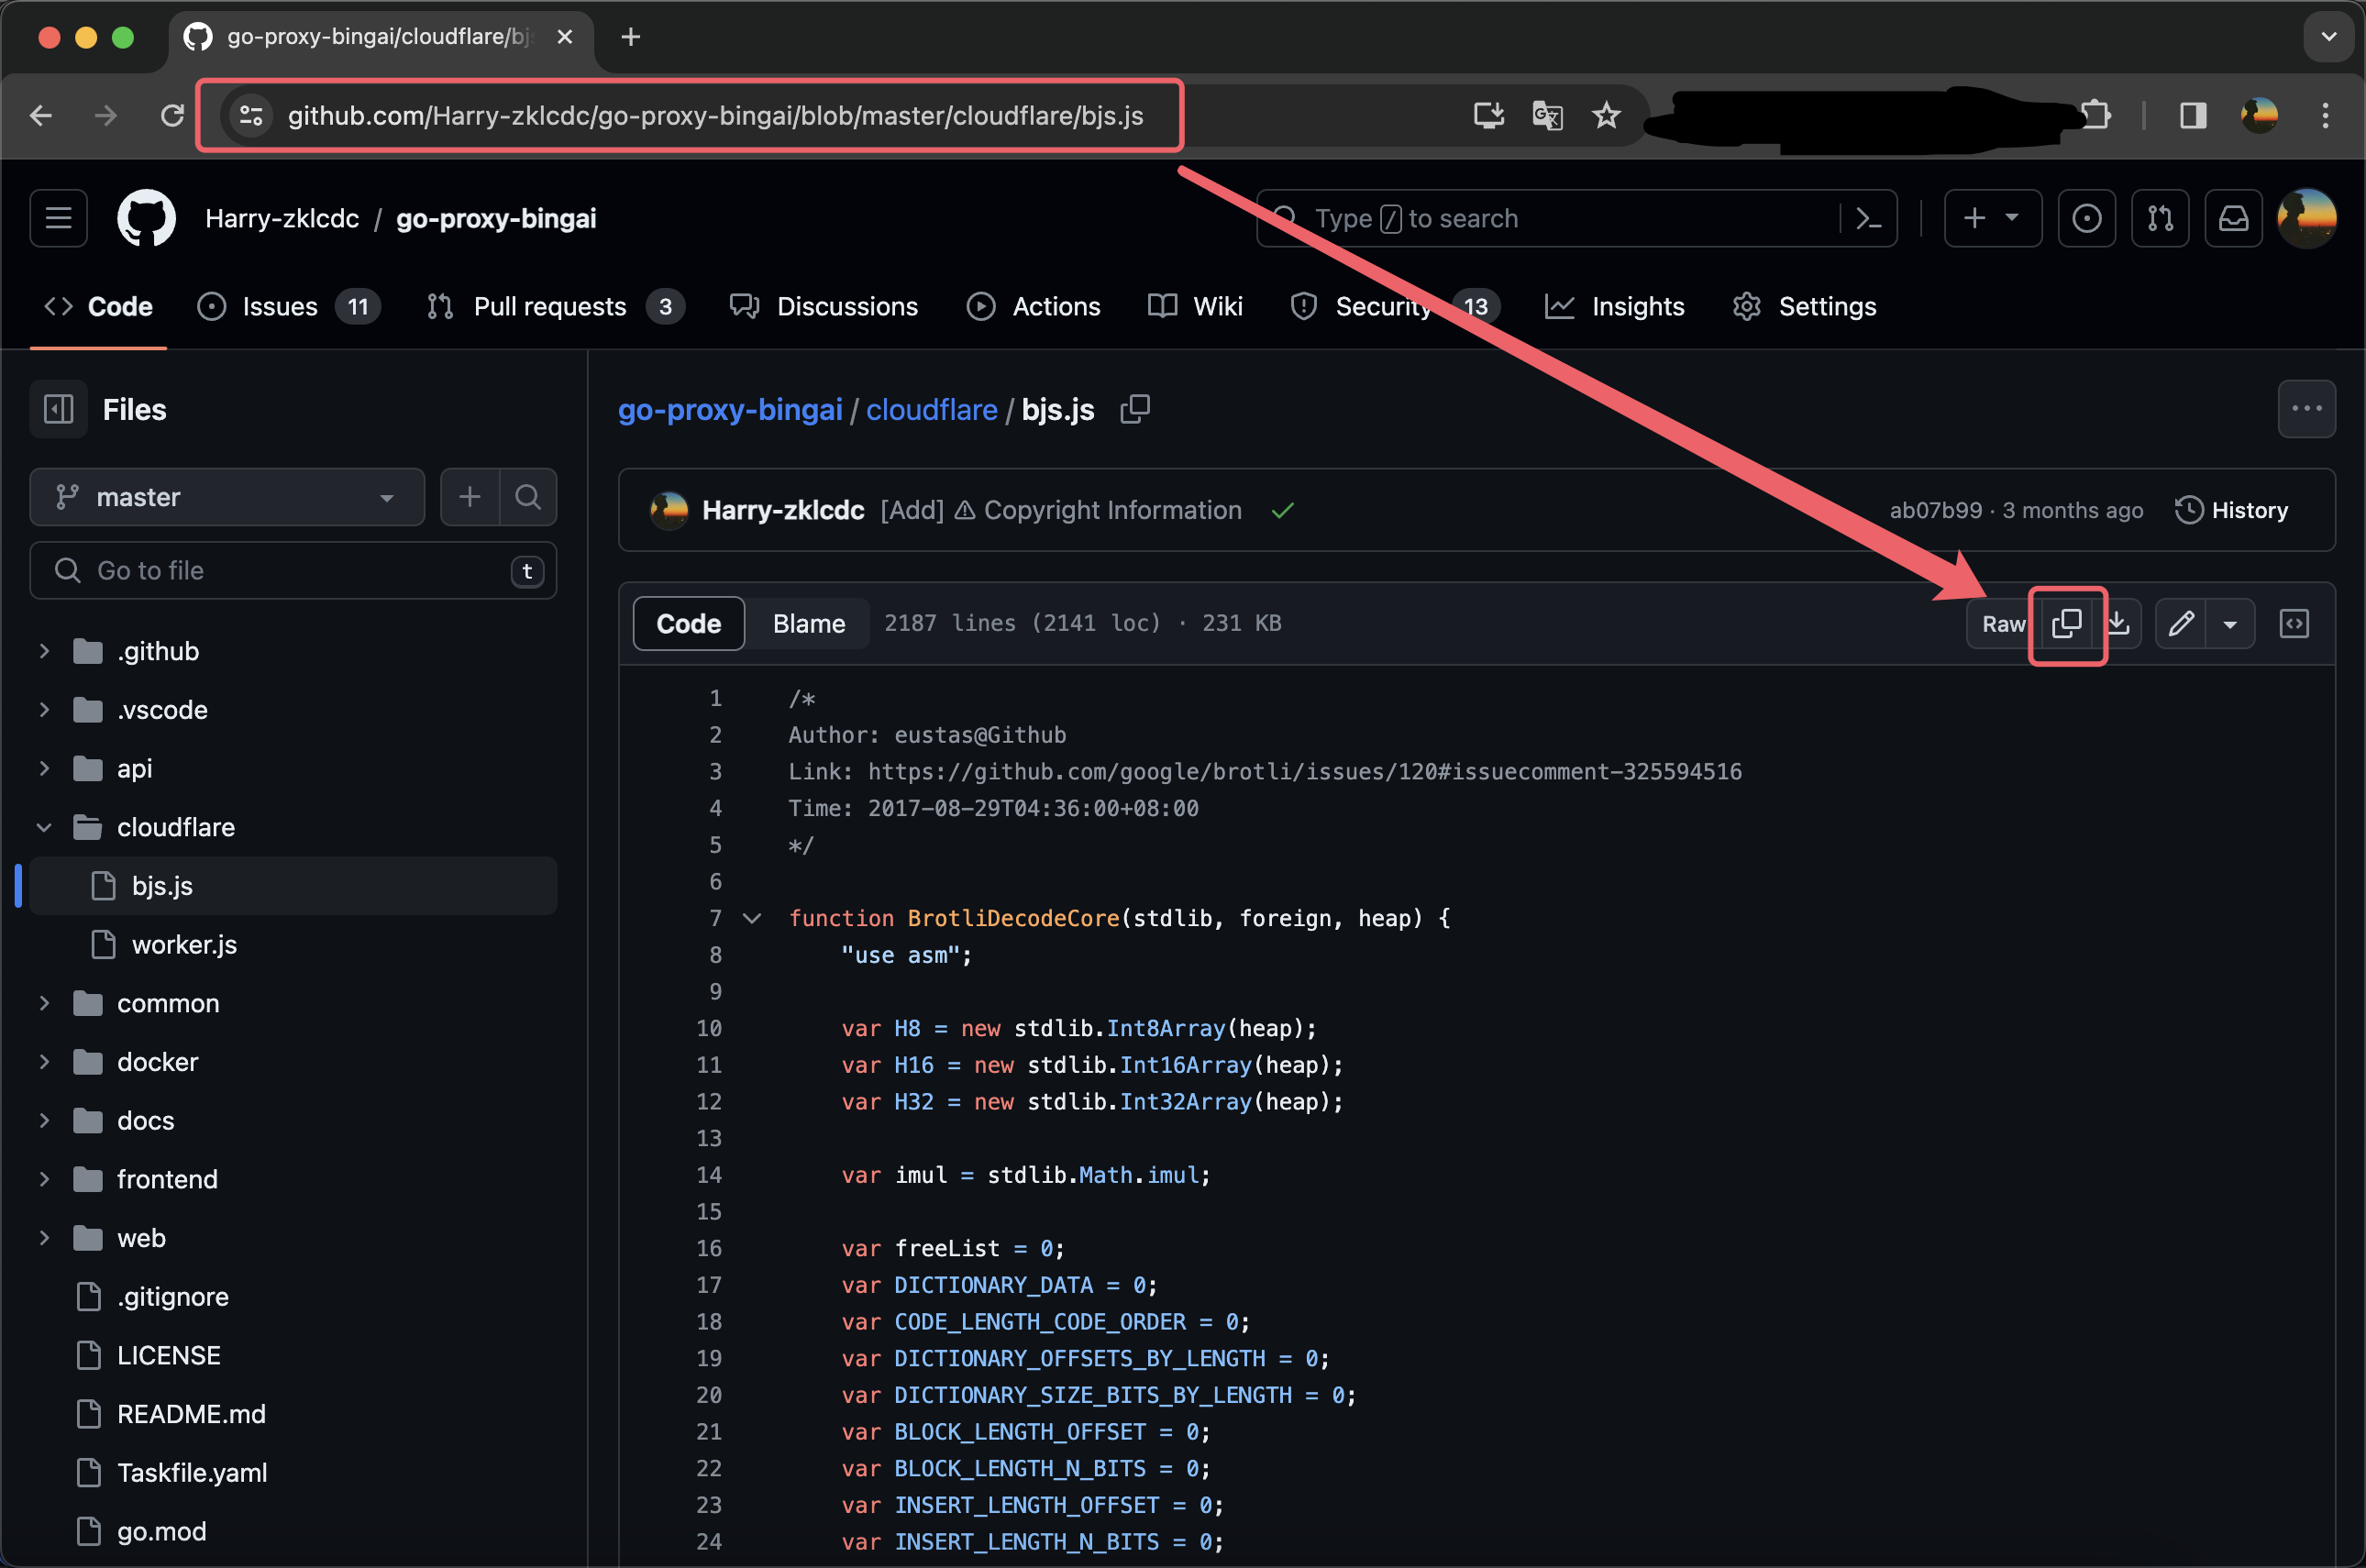 go-proxy-bingai/cloudflare/bjs
github.com/Harry-zklcdc/go-proxy-bingai/blob/master/cloudflare/bjs.js
Harry-zklcdc / go-proxy-bingai
Type / to search
Code
Issues 11
Pull requests 3
Discussions
Actions
Wiki
Security 13
Insights
Settings
Files
master
Go to file
t
.github
.vscode
api
cloudflare
bjs.js
worker.js
common
docker
docs
frontend
web
.gitignore
LICENSE
README.md
Taskfile.yaml
go.mod
go-proxy-bingai / cloudflare / bjs.js
Harry-zklcdc [Add] ⚠ Copyright Information
ab07b99 · 3 months ago
History
Code
Blame
2187 lines (2141 loc) · 231 KB
Raw
1 /*
2 Author: eustas@Github
3 Link: https://github.com/google/brotli/issues/120#issuecomment-325594516
4 Time: 2017-08-29T04:36:00+08:00
5 */
6
7 function BrotliDecodeCore(stdlib, foreign, heap) {
8 "use asm";
9
10 var H8 = new stdlib.Int8Array(heap);
11 var H16 = new stdlib.Int16Array(heap);
12 var H32 = new stdlib.Int32Array(heap);
13
14 var imul = stdlib.Math.imul;
15
16 var freeList = 0;
17 var DICTIONARY_DATA = 0;
18 var CODE_LENGTH_CODE_ORDER = 0;
19 var DICTIONARY_OFFSETS_BY_LENGTH = 0;
20 var DICTIONARY_SIZE_BITS_BY_LENGTH = 0;
21 var BLOCK_LENGTH_OFFSET = 0;
22 var BLOCK_LENGTH_N_BITS = 0;
23 var INSERT_LENGTH_OFFSET = 0;
24 var INSERT_LENGTH_N_BITS = 0;